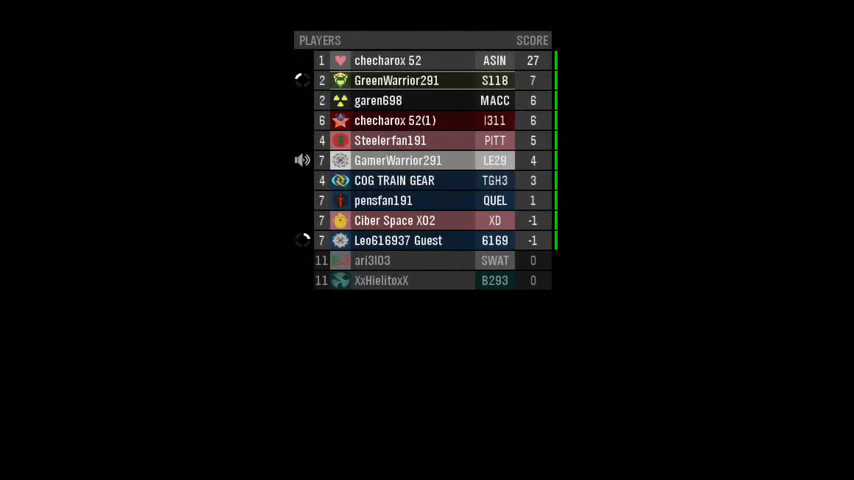 PLAYERS SCORE
1 checharox 52 ASIN 27
2 GreenWarrior291 S118 7
2 garen698 MACC 6
6 checharox 52(1) I311 6
4 Steelerfan191 PITT 5
7 GamerWarrior291 LE29 4
4 COG TRAIN GEAR TGH3 3
7 pensfan191 QUEL 1
7 Ciber Space XO2 XD -1
7 Leo616937 Guest 6169 -1
11 ari3lO3 SWAT 0
11 XxHielitoxX B293 0